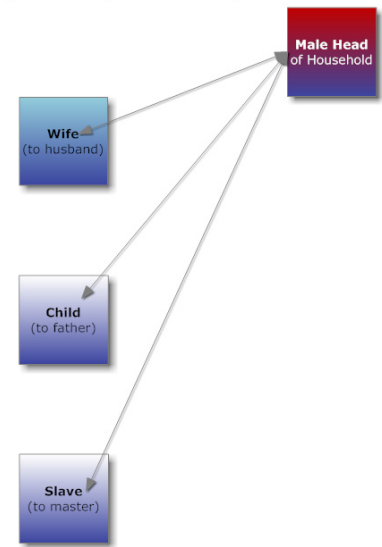 Male Head
of Household
Wife
(to husband)
Child
(to father)
Slave
(to master)